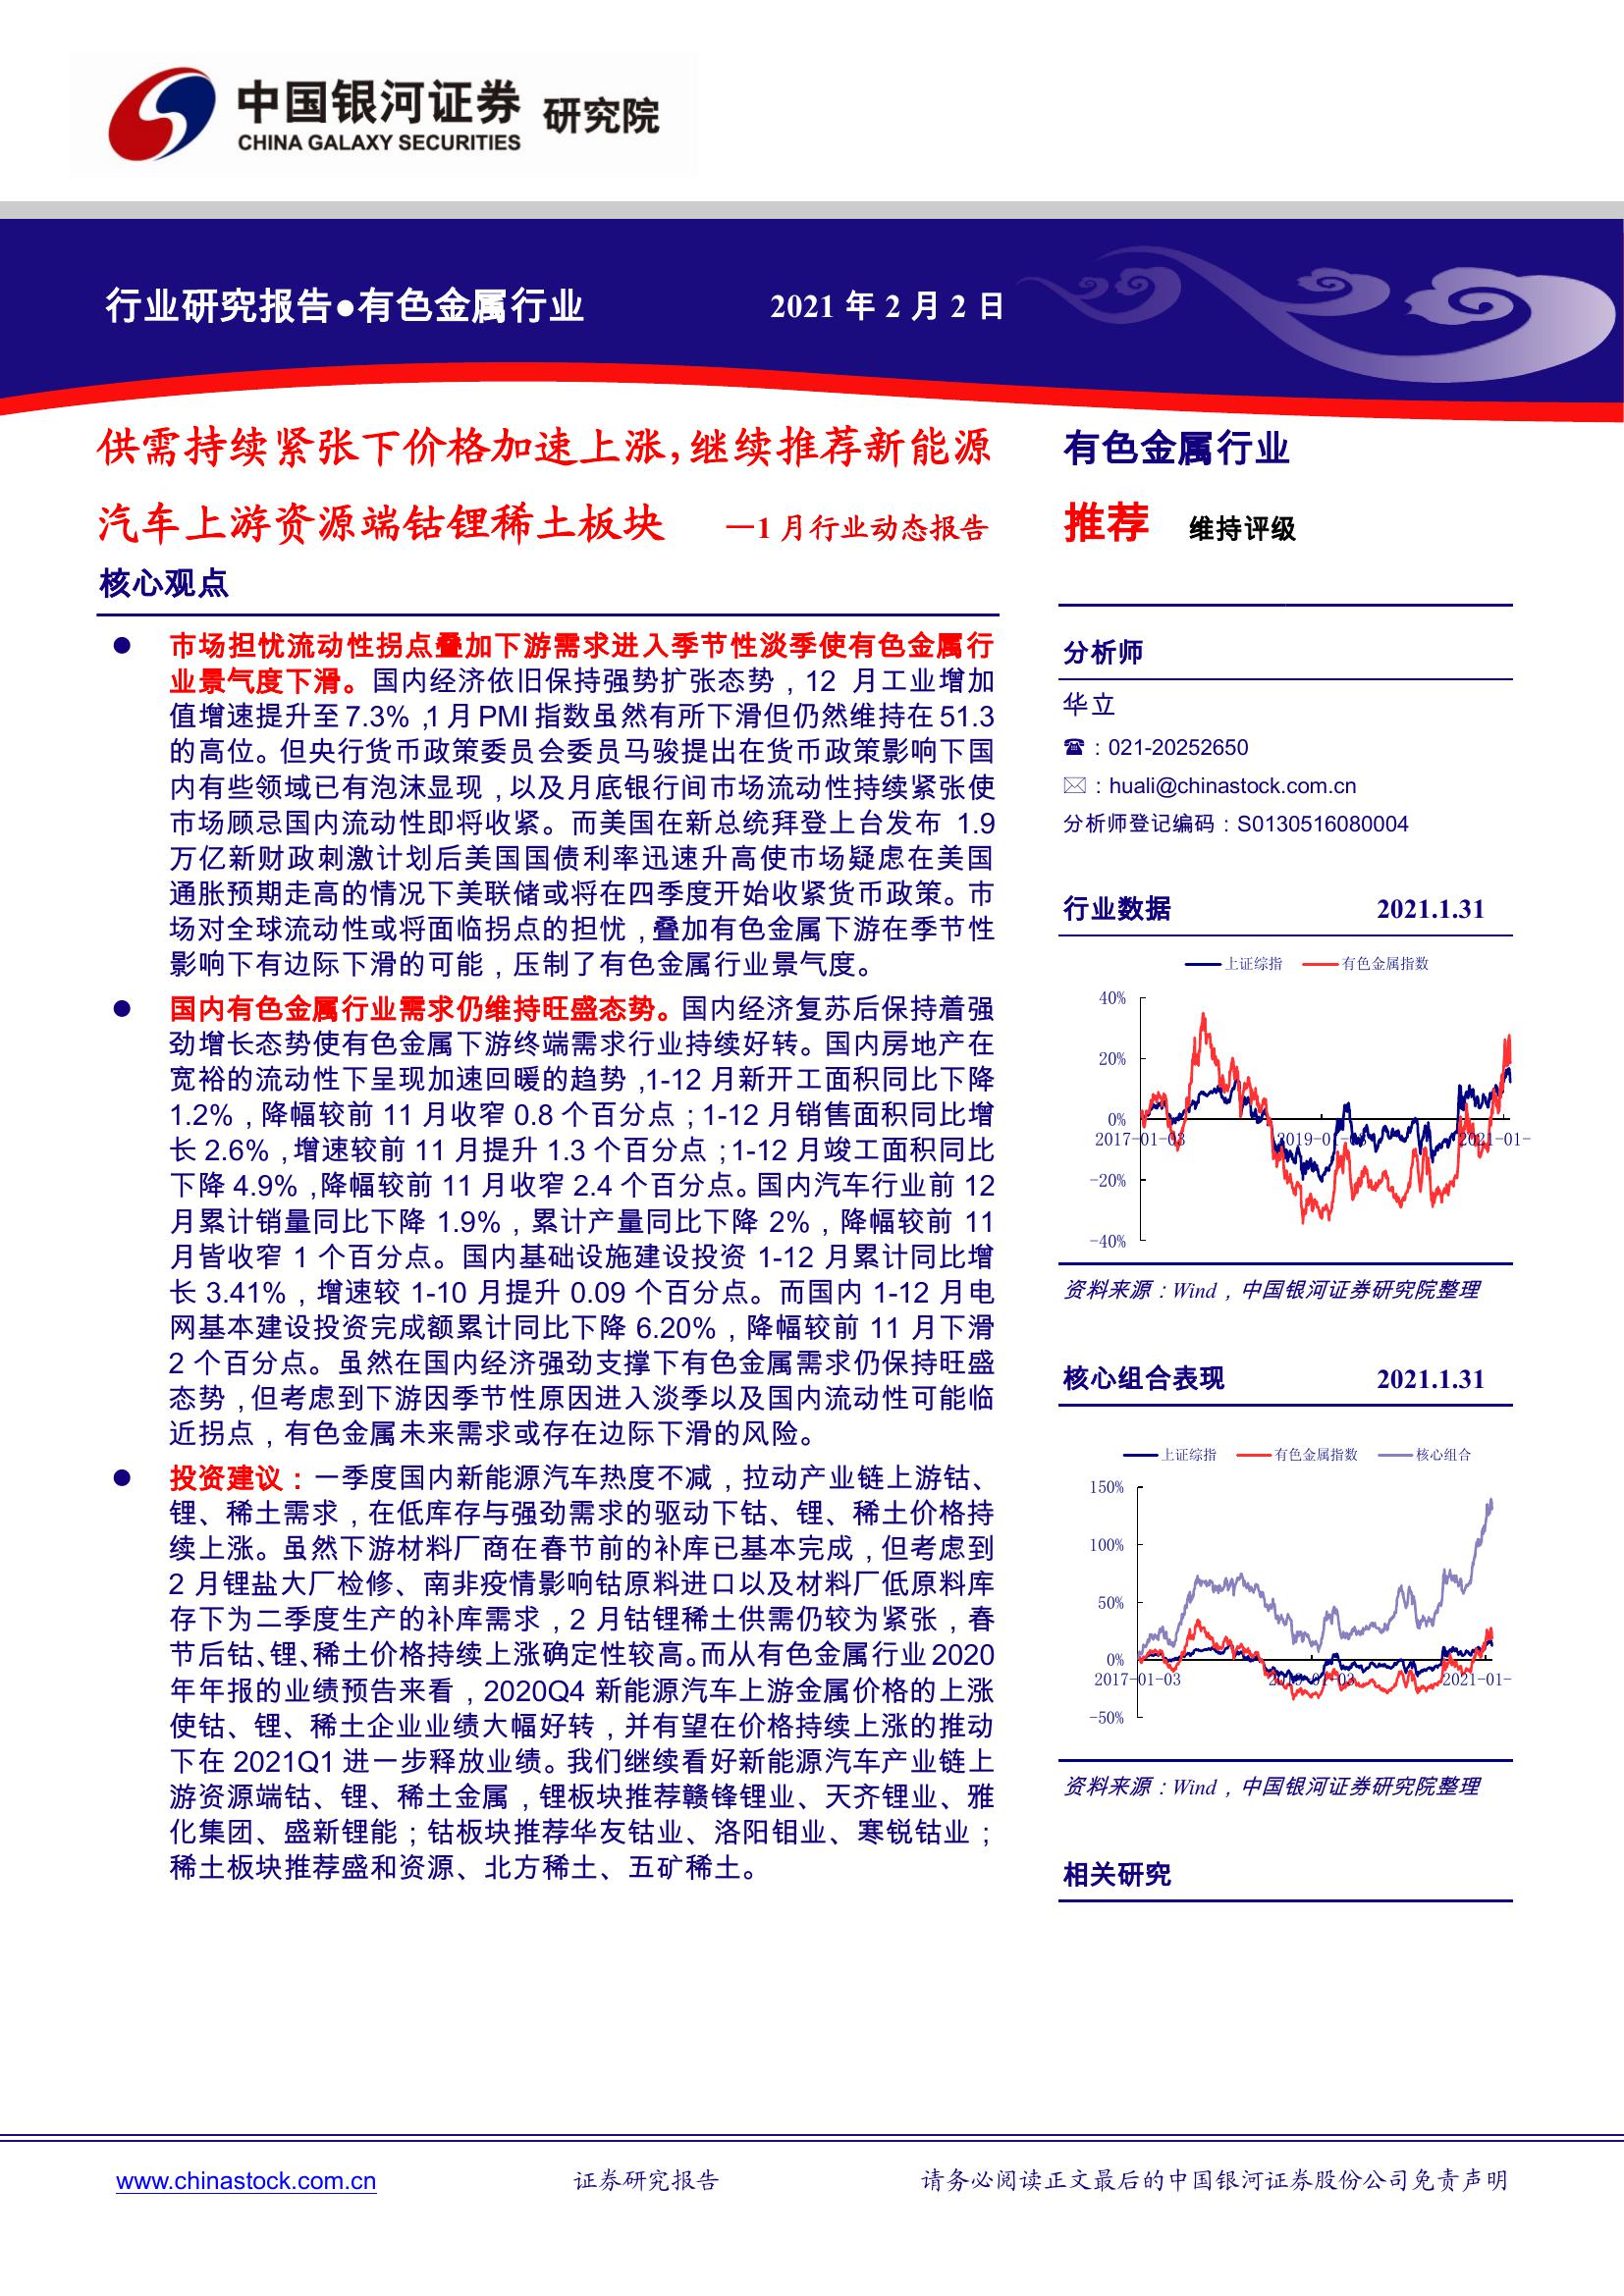 中国银河证券 研究院
CHINA GALAXY SECURITIES
行业研究报告●有色金属行业 2021 年 2 月 2 日
供需持续紧张下价格加速上涨,继续推荐新能源
汽车上游资源端钴锂稀土板块 —1 月行业动态报告
核心观点
● 市场担忧流动性拐点叠加下游需求进入季节性淡季使有色金属行
业景气度下滑。国内经济依旧保持强势扩张态势，12 月工业增加
值增速提升至 7.3%，1 月 PMI 指数虽然有所下滑但仍然维持在 51.3
的高位。但央行货币政策委员会委员马骏提出在货币政策影响下国
内有些领域已有泡沫显现，以及月底银行间市场流动性持续紧张使
市场顾忌国内流动性即将收紧。而美国在新总统拜登上台发布 1.9
万亿新财政刺激计划后美国国债利率迅速升高使市场疑虑在美国
通胀预期走高的情况下美联储或将在四季度开始收紧货币政策。市
场对全球流动性或将面临拐点的担忧，叠加有色金属下游在季节性
影响下有边际下滑的可能，压制了有色金属行业景气度。
● 国内有色金属行业需求仍维持旺盛态势。国内经济复苏后保持着强
劲增长态势使有色金属下游终端需求行业持续好转。国内房地产在
宽裕的流动性下呈现加速回暖的趋势，1-12 月新开工面积同比下降
1.2%，降幅较前 11 月收窄 0.8 个百分点；1-12 月销售面积同比增
长 2.6%，增速较前 11 月提升 1.3 个百分点；1-12 月竣工面积同比
下降 4.9%，降幅较前 11 月收窄 2.4 个百分点。国内汽车行业前 12
月累计销量同比下降 1.9%，累计产量同比下降 2%，降幅较前 11
月皆收窄 1 个百分点。国内基础设施建设投资 1-12 月累计同比增
长 3.41%，增速较 1-10 月提升 0.09 个百分点。而国内 1-12 月电
网基本建设投资完成额累计同比下降 6.20%，降幅较前 11 月下滑
2 个百分点。虽然在国内经济强劲支撑下有色金属需求仍保持旺盛
态势，但考虑到下游因季节性原因进入淡季以及国内流动性可能临
近拐点，有色金属未来需求或存在边际下滑的风险。
● 投资建议：一季度国内新能源汽车热度不减，拉动产业链上游钴、
锂、稀土需求，在低库存与强劲需求的驱动下钴、锂、稀土价格持
续上涨。虽然下游材料厂商在春节前的补库已基本完成，但考虑到
2 月锂盐大厂检修、南非疫情影响钴原料进口以及材料厂低原料库
存下为二季度生产的补库需求，2 月钴锂稀土供需仍较为紧张，春
节后钴、锂、稀土价格持续上涨确定性较高。而从有色金属行业 2020
年年报的业绩预告来看，2020Q4 新能源汽车上游金属价格的上涨
使钴、锂、稀土企业业绩大幅好转，并有望在价格持续上涨的推动
下在 2021Q1 进一步释放业绩。我们继续看好新能源汽车产业链上
游资源端钴、锂、稀土金属，锂板块推荐赣锋锂业、天齐锂业、雅
化集团、盛新锂能；钴板块推荐华友钴业、洛阳钼业、寒锐钴业；
稀土板块推荐盛和资源、北方稀土、五矿稀土。
有色金属行业
推荐 维持评级
分析师
华立
☎：021-20252650
✉：huali@chinastock.com.cn
分析师登记编码：S0130516080004
行业数据 2021.1.31
上证综指 有色金属指数
40%
20%
0%
2017-01-03 2019-01-03 2021-01-
-20%
-40%
资料来源：Wind，中国银河证券研究院整理
核心组合表现 2021.1.31
上证综指 有色金属指数 核心组合
150%
100%
50%
0%
2017-01-03 2019-01-03 2021-01-
-50%
资料来源：Wind，中国银河证券研究院整理
相关研究
www.chinastock.com.cn 证券研究报告 请务必阅读正文最后的中国银河证券股份公司免责声明